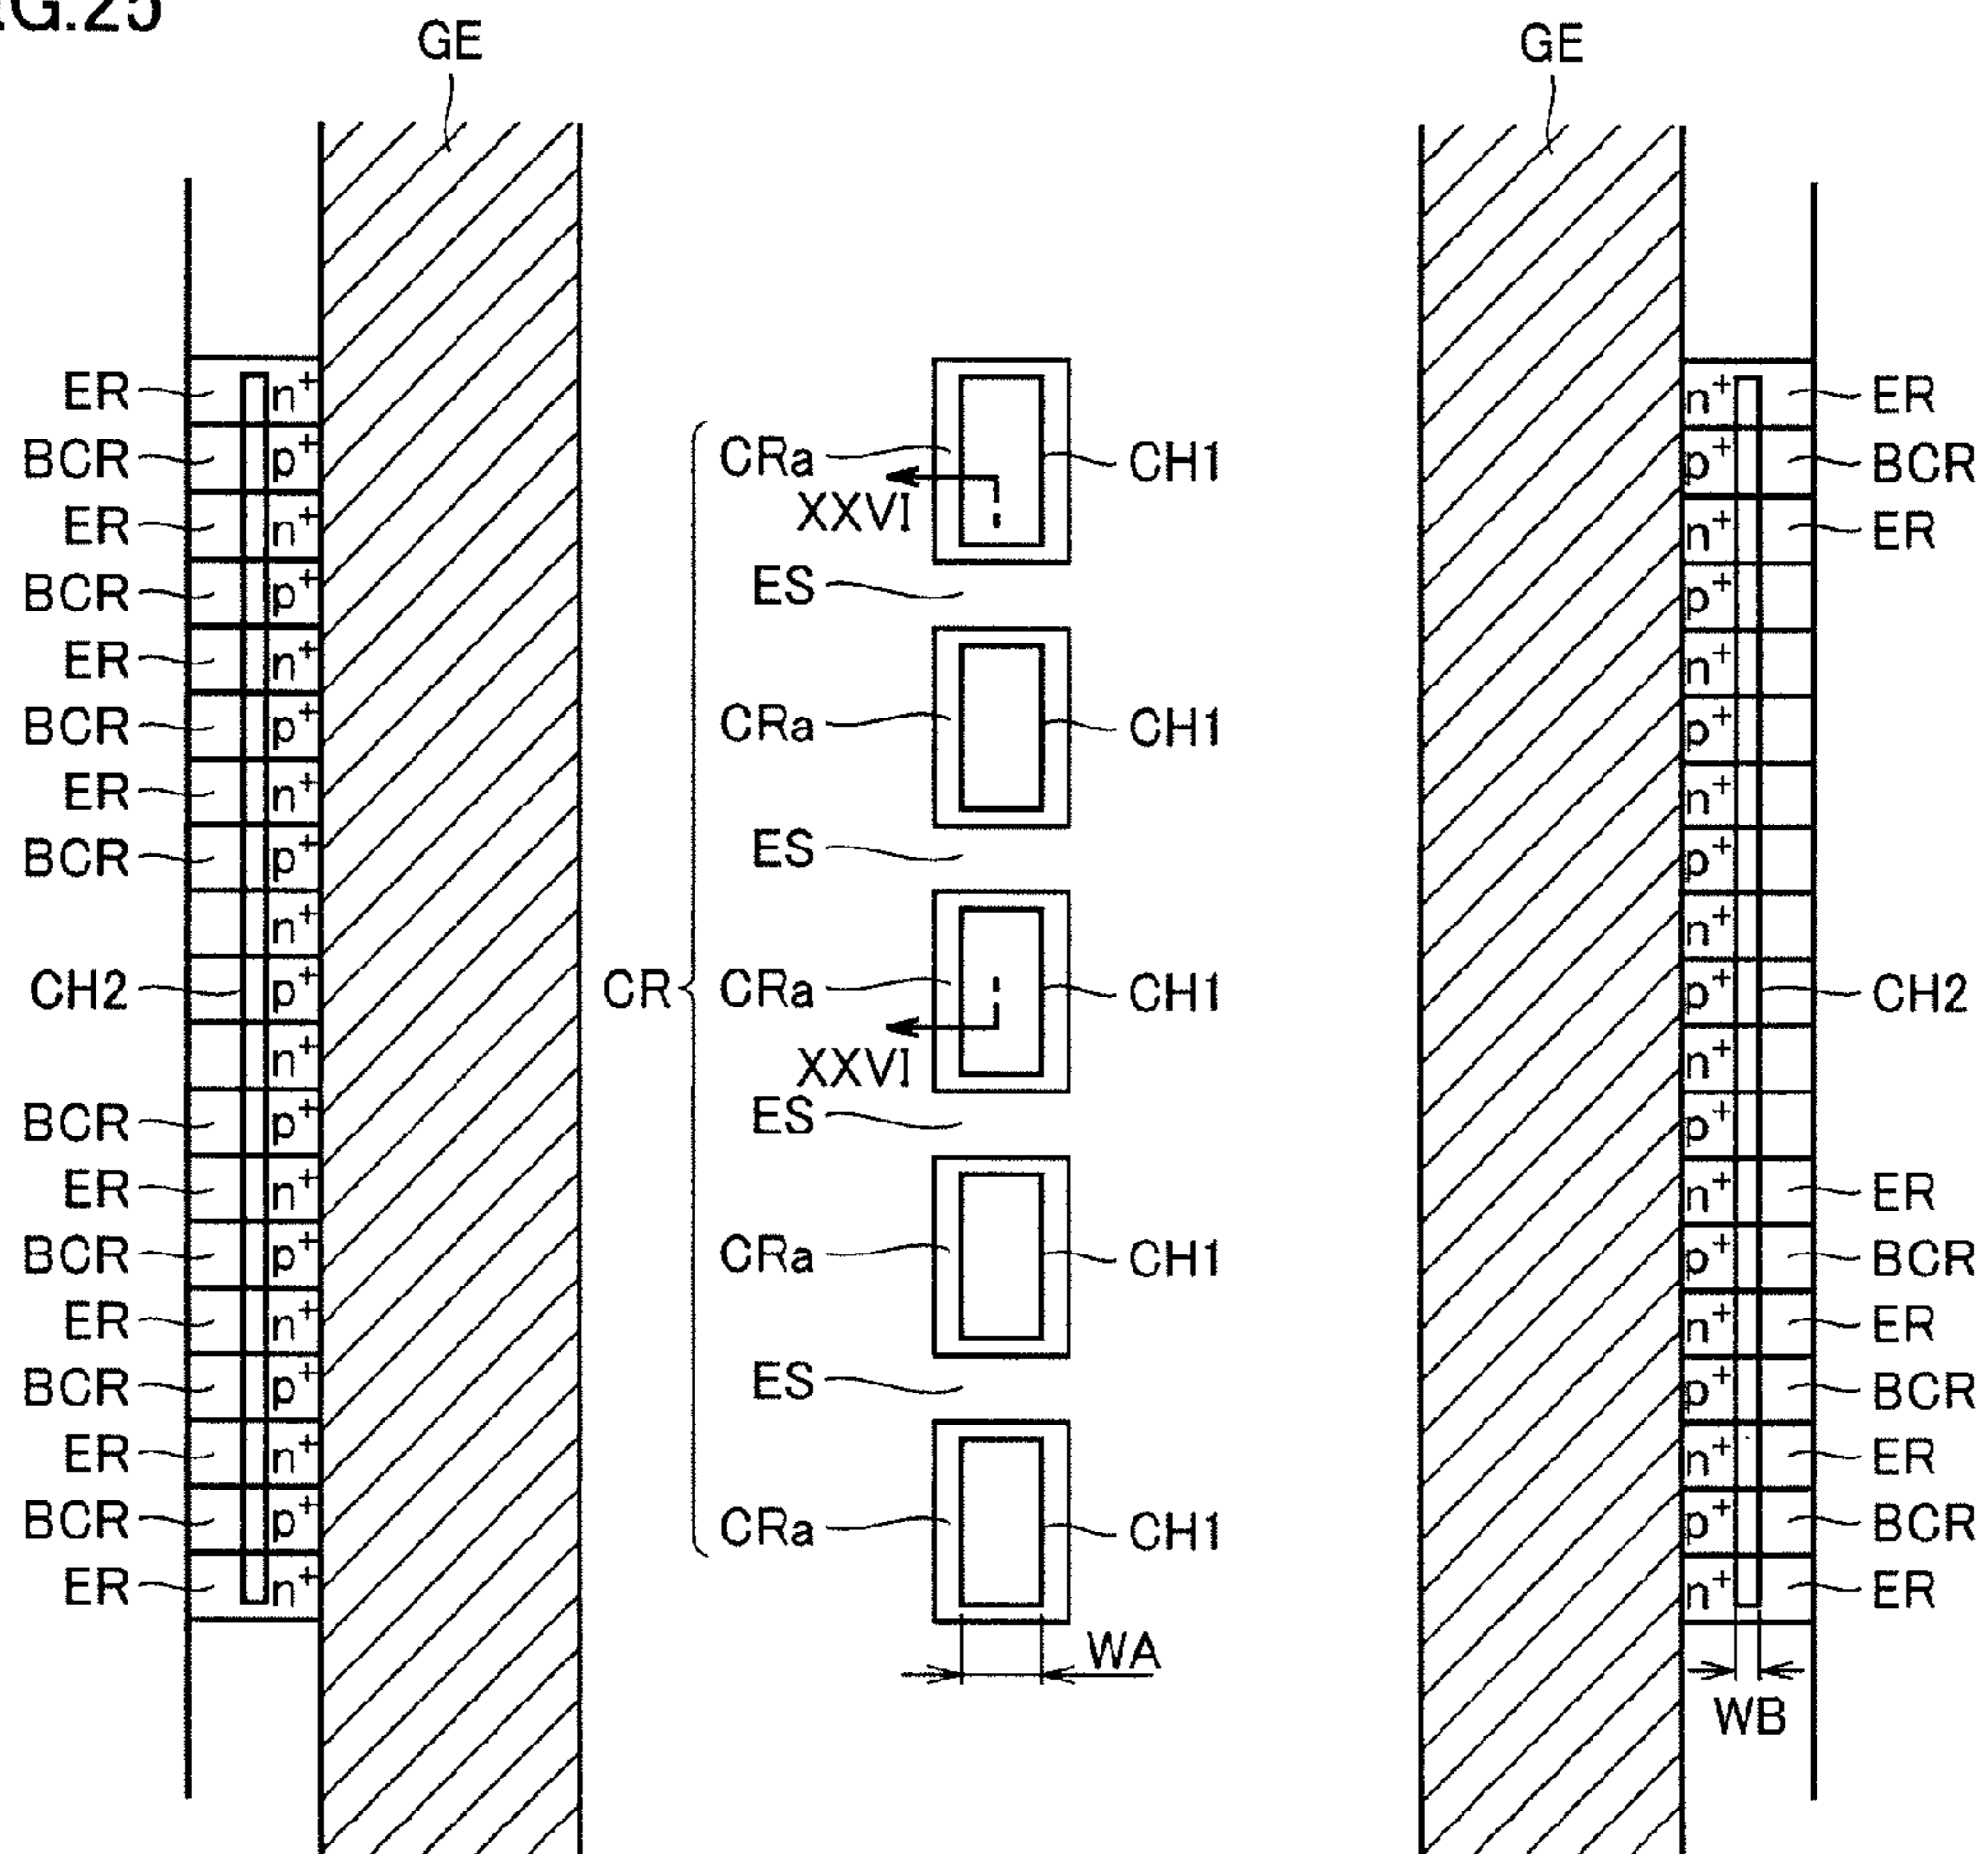 G.25
GE
GE
ER
n+
BCR
p+
ER
n+
BCR
p+
ER
n+
BCR
p+
ER
n+
BCR
p+
n+
CH2
p+
n+
BCR
p+
ER
n+
BCR
p+
ER
n+
BCR
p+
ER
n+
BCR
p+
ER
n+
CR
CRa
CH1
XXVI
ES
CRa
CH1
ES
CRa
CH1
XXVI
ES
CRa
CH1
ES
CRa
CH1
WA
n+
ER
p+
BCR
n+
ER
p+
n+
p+
n+
p+
n+
p+
CH2
n+
p+
n+
ER
p+
BCR
n+
ER
p+
BCR
n+
ER
p+
BCR
n+
ER
WB